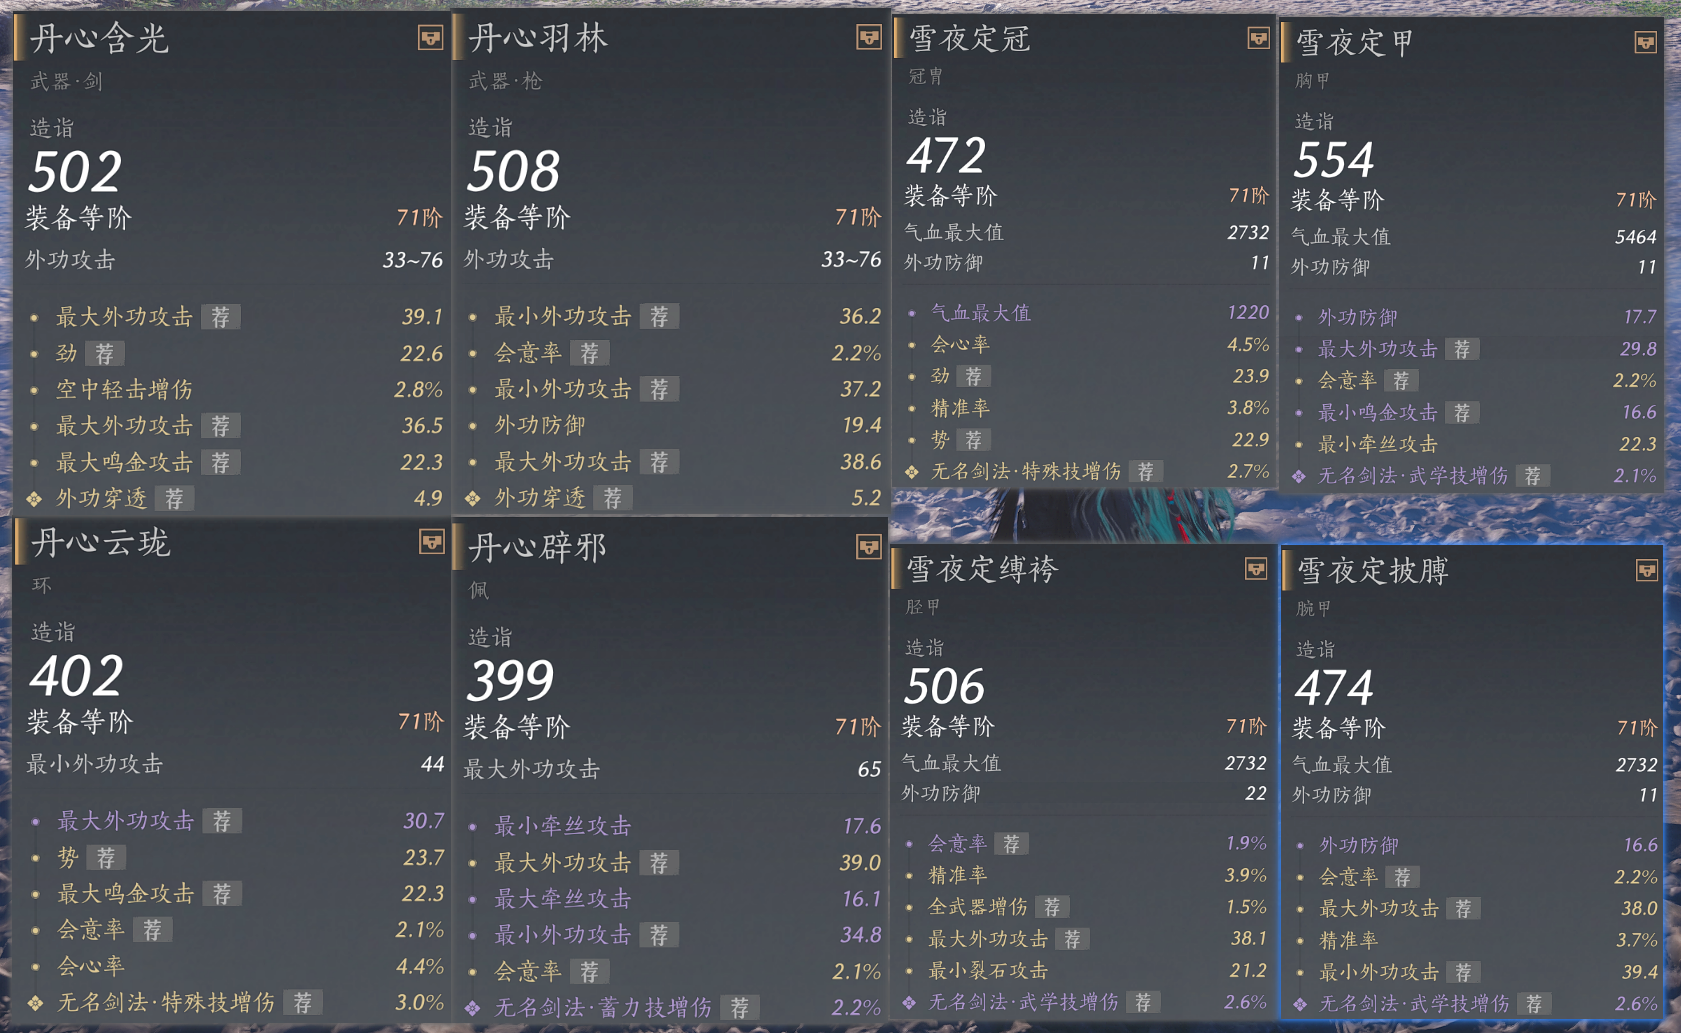 丹心含光
武器·剑
造诣
502
装备等阶 71阶
外功攻击 33~76
最大外功攻击 荐 39.1
劲 荐 22.6
空中轻击增伤 2.8%
最大外功攻击 荐 36.5
最大鸣金攻击 荐 22.3
外功穿透 荐 4.9
丹心羽林
武器·枪
造诣
508
装备等阶 71阶
外功攻击 33~76
最小外功攻击 荐 36.2
会意率 荐 2.2%
最小外功攻击 荐 37.2
外功防御 19.4
最大外功攻击 荐 38.6
外功穿透 荐 5.2
雪夜定冠
冠胄
造诣
472
装备等阶 71阶
气血最大值 2732
外功防御 11
气血最大值 1220
会心率 4.5%
劲 荐 23.9
精准率 3.8%
势 荐 22.9
无名剑法·特殊技增伤 荐 2.7%
雪夜定甲
胸甲
造诣
554
装备等阶 71阶
气血最大值 5464
外功防御 11
外功防御 17.7
最大外功攻击 荐 29.8
会意率 荐 2.2%
最小鸣金攻击 荐 16.6
最小牵丝攻击 22.3
无名剑法·武学技增伤 荐 2.1%
丹心云珑
环
造诣
402
装备等阶 71阶
最小外功攻击 44
最大外功攻击 荐 30.7
势 荐 23.7
最大鸣金攻击 荐 22.3
会意率 荐 2.1%
会心率 4.4%
无名剑法·特殊技增伤 荐 3.0%
丹心辟邪
佩
造诣
399
装备等阶 71阶
最大外功攻击 65
最小牵丝攻击 17.6
最大外功攻击 荐 39.0
最大牵丝攻击 16.1
最小外功攻击 荐 34.8
会意率 荐 2.1%
无名剑法·蓄力技增伤 荐 2.2%
雪夜定缚袴
胫甲
造诣
506
装备等阶 71阶
气血最大值 2732
外功防御 22
会意率 荐 1.9%
精准率 3.9%
全武器增伤 荐 1.5%
最大外功攻击 荐 38.1
最小裂石攻击 21.2
无名剑法·武学技增伤 荐 2.6%
雪夜定披膊
腕甲
造诣
474
装备等阶 71阶
气血最大值 2732
外功防御 11
外功防御 16.6
会意率 荐 2.2%
最大外功攻击 荐 38.0
精准率 3.7%
最小外功攻击 荐 39.4
无名剑法·武学技增伤 荐 2.6%